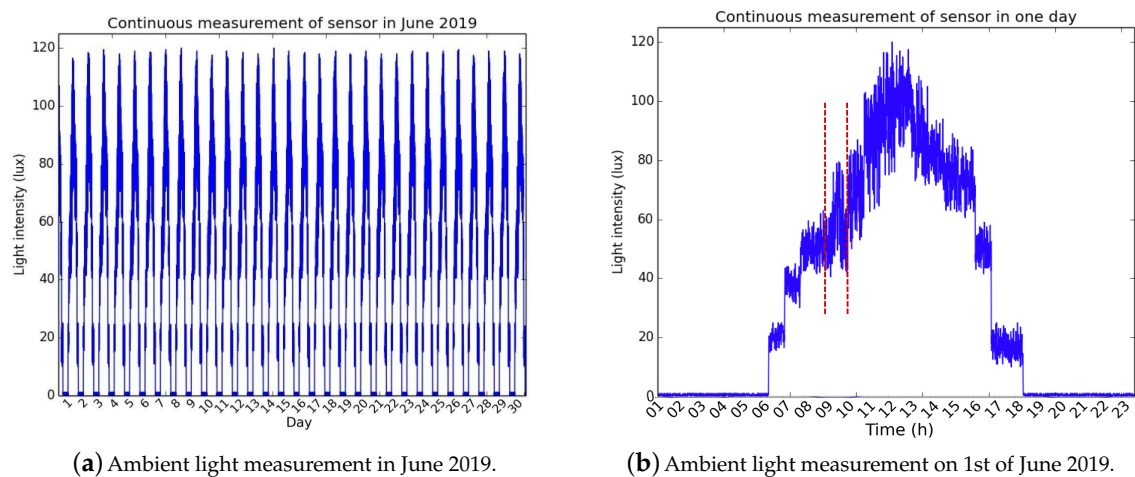 Continuous measurement of sensor in June 2019
120
100
80
60
40
20
0
Light intensity (lux)
1 2 3 4 5 6 7 8 9 10 11 12 13 14 15 16 17 18 19 20 21 22 23 24 25 26 27 28 29 30
Day
(a) Ambient light measurement in June 2019.
Continuous measurement of sensor in one day
120
100
80
60
40
20
0
Light intensity (lux)
01 02 03 04 05 06 07 08 09 10 11 12 13 14 15 16 17 18 19 20 21 22 23
Time (h)
(b) Ambient light measurement on 1st of June 2019.